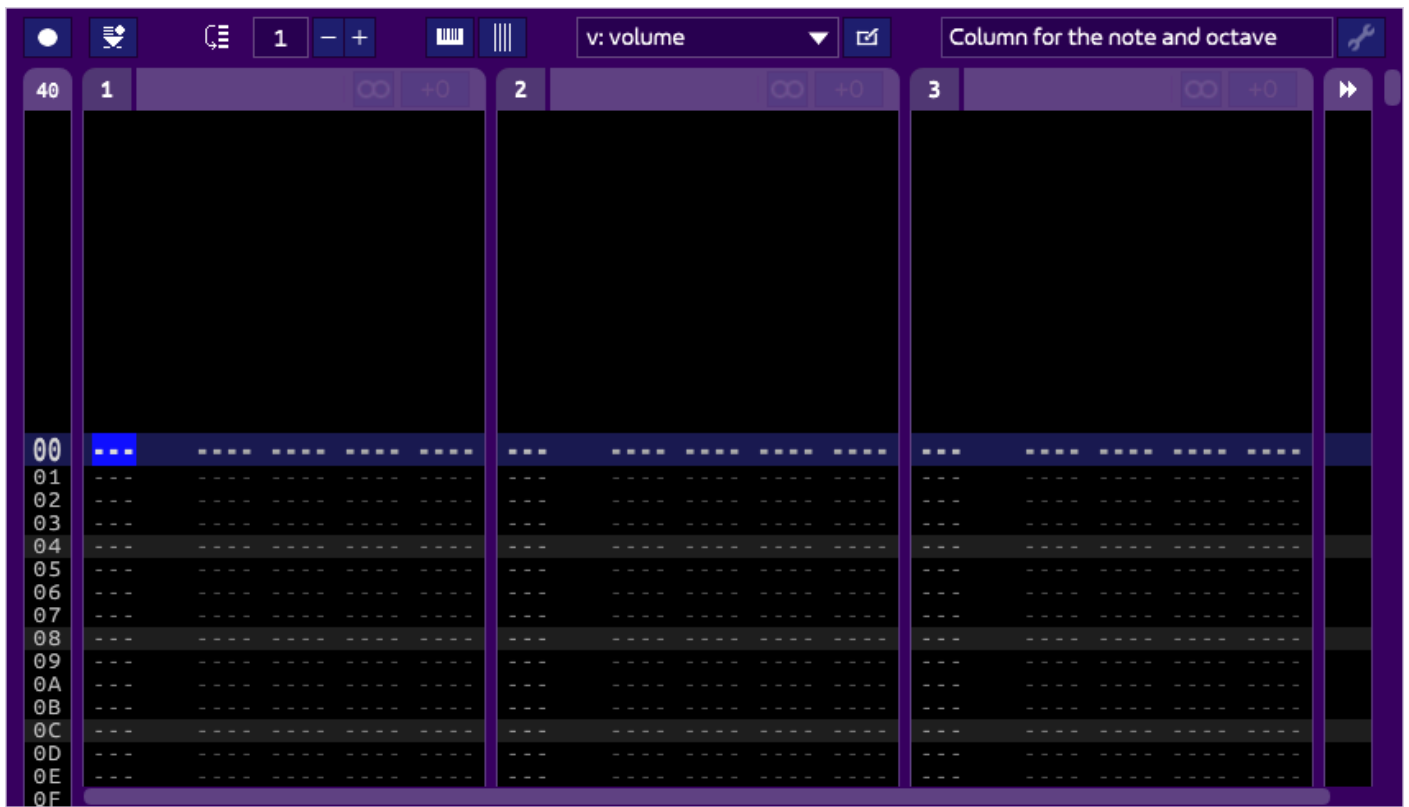 1 − + v: volume Column for the note and octave
40 1 +0 2 +0 3 +0
00 --- ---- ---- ---- ---- --- ---- ---- ---- ---- --- ---- ---- ---- ----
01 --- ---- ---- ---- ---- --- ---- ---- ---- ---- --- ---- ---- ---- ----
02 --- ---- ---- ---- ---- --- ---- ---- ---- ---- --- ---- ---- ---- ----
03 --- ---- ---- ---- ---- --- ---- ---- ---- ---- --- ---- ---- ---- ----
04 --- ---- ---- ---- ---- --- ---- ---- ---- ---- --- ---- ---- ---- ----
05 --- ---- ---- ---- ---- --- ---- ---- ---- ---- --- ---- ---- ---- ----
06 --- ---- ---- ---- ---- --- ---- ---- ---- ---- --- ---- ---- ---- ----
07 --- ---- ---- ---- ---- --- ---- ---- ---- ---- --- ---- ---- ---- ----
08 --- ---- ---- ---- ---- --- ---- ---- ---- ---- --- ---- ---- ---- ----
09 --- ---- ---- ---- ---- --- ---- ---- ---- ---- --- ---- ---- ---- ----
0A --- ---- ---- ---- ---- --- ---- ---- ---- ---- --- ---- ---- ---- ----
0B --- ---- ---- ---- ---- --- ---- ---- ---- ---- --- ---- ---- ---- ----
0C --- ---- ---- ---- ---- --- ---- ---- ---- ---- --- ---- ---- ---- ----
0D --- ---- ---- ---- ---- --- ---- ---- ---- ---- --- ---- ---- ---- ----
0E --- ---- ---- ---- ---- --- ---- ---- ---- ---- --- ---- ---- ---- ----
0F